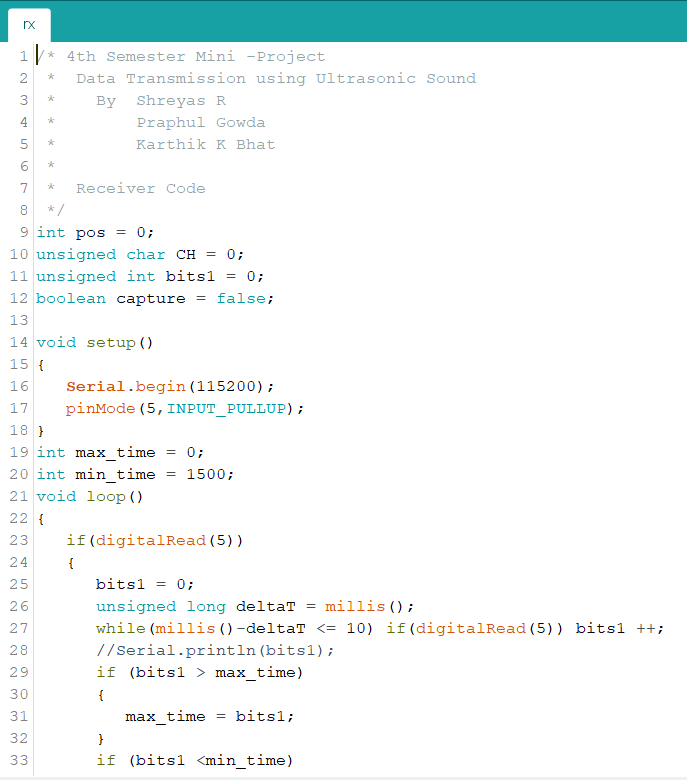 rx
1 /* 4th Semester Mini -Project
2  *  Data Transmission using Ultrasonic Sound
3  *    By  Shreyas R
4  *        Praphul Gowda
5  *        Karthik K Bhat
6  *
7  *  Receiver Code
8  */
9 int pos = 0;
10 unsigned char CH = 0;
11 unsigned int bits1 = 0;
12 boolean capture = false;
13
14 void setup()
15 {
16    Serial.begin(115200);
17    pinMode(5,INPUT_PULLUP);
18 }
19 int max_time = 0;
20 int min_time = 1500;
21 void loop()
22 {
23    if(digitalRead(5))
24    {
25       bits1 = 0;
26       unsigned long deltaT = millis();
27       while(millis()-deltaT <= 10) if(digitalRead(5)) bits1 ++;
28       //Serial.println(bits1);
29       if (bits1 > max_time)
30       {
31          max_time = bits1;
32       }
33       if (bits1 <min_time)